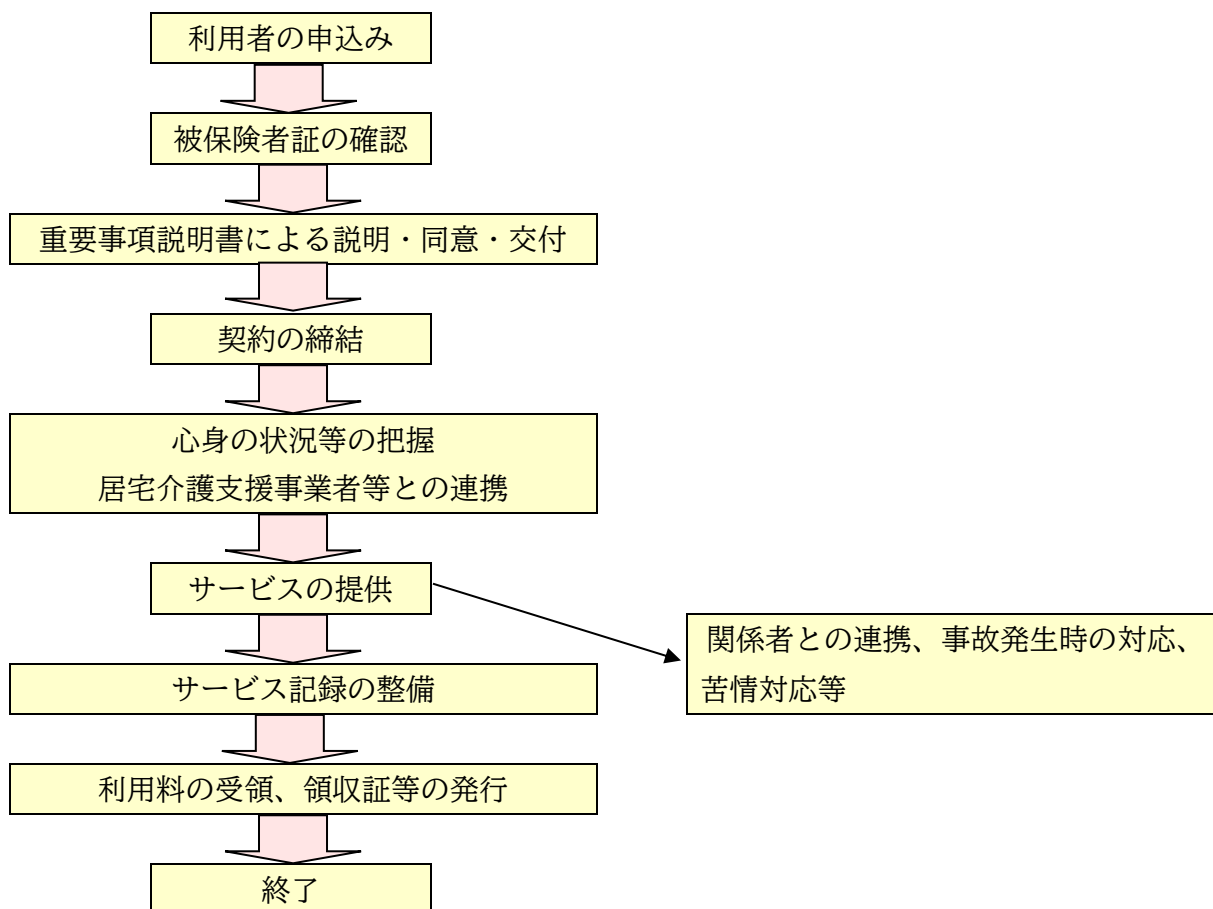 利用者の申込み
被保険者証の確認
重要事項説明書による説明・同意・交付
契約の締結
心身の状況等の把握
居宅介護支援事業者等との連携
サービスの提供
関係者との連携、事故発生時の対応、
苦情対応等
サービス記録の整備
利用料の受領、領収証等の発行
終了